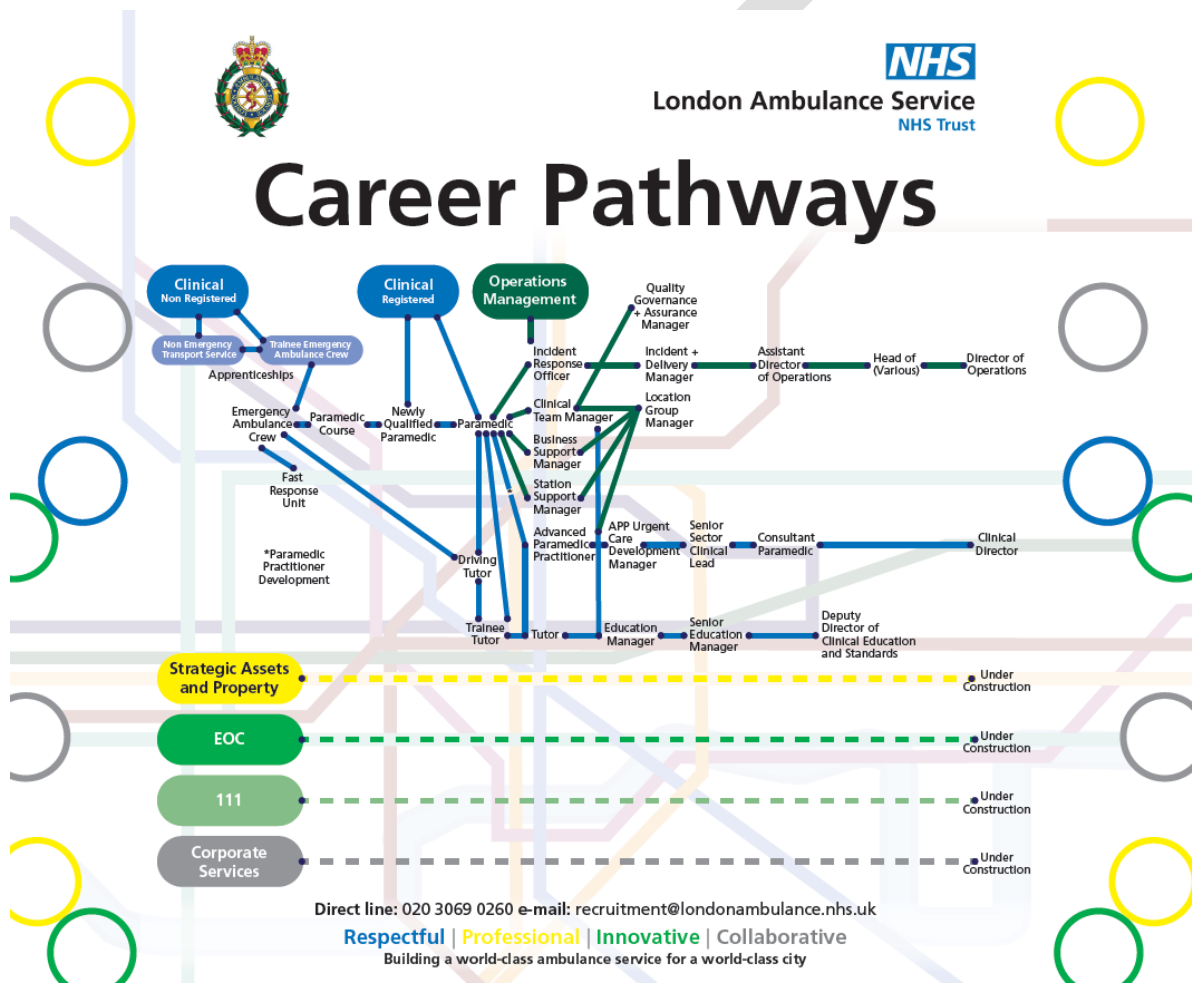 NHS
London Ambulance Service
NHS Trust
Career Pathways
Clinical
Non Registered
Clinical
Registered
Operations
Management
Quality
Governance
+ Assurance
Manager
Non Emergency
Transport Service
Trainee Emergency
Ambulance Crew
Apprenticeships
Incident
Response
Officer
Incident +
Delivery
Manager
Assistant
Director
of Operations
Head of
(Various)
Director of
Operations
Emergency
Ambulance
Crew
Paramedic
Course
Newly
Qualified
Paramedic
Paramedic
Clinical
Team Manager
Location
Group
Manager
Business
Support
Manager
Fast
Response
Unit
Station
Support
Manager
*Paramedic
Practitioner
Development
Driving
Tutor
Advanced
Paramedic
Practitioner
APP Urgent
Care
Development
Manager
Senior
Sector
Clinical
Lead
Consultant
Paramedic
Clinical
Director
Trainee
Tutor
Tutor
Education
Manager
Senior
Education
Manager
Deputy
Director of
Clinical Education
and Standards
Strategic Assets
and Property
Under
Construction
EOC
Under
Construction
111
Under
Construction
Corporate
Services
Under
Construction
Direct line: 020 3069 0260 e-mail: recruitment@londonambulance.nhs.uk
Respectful | Professional | Innovative | Collaborative
Building a world-class ambulance service for a world-class city